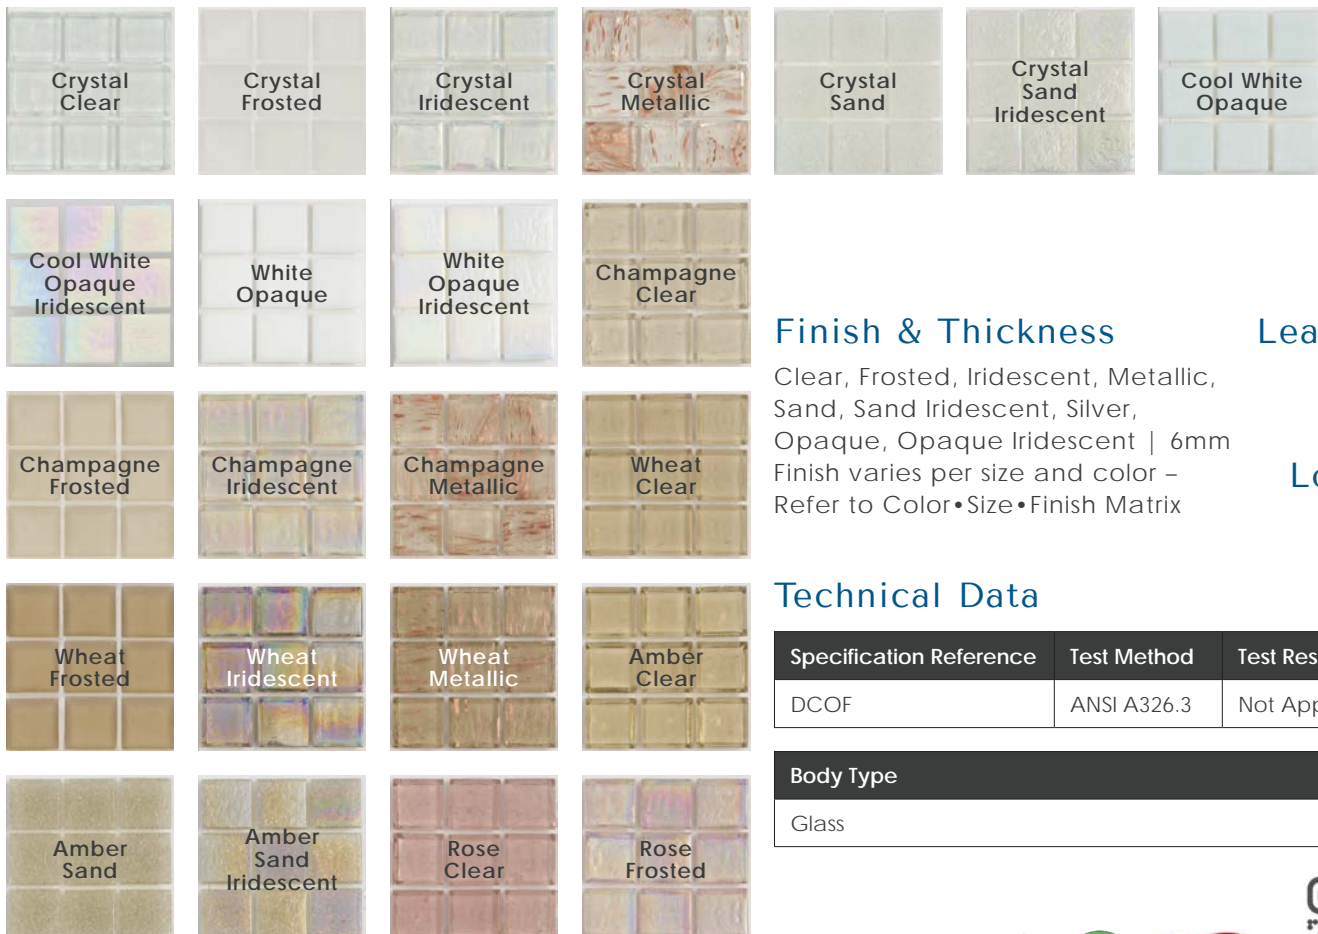 Crystal
Clear
Crystal
Frosted
Crystal
Iridescent
Crystal
Metallic
Crystal
Sand
Crystal
Sand
Iridescent
Cool White
Opaque
Cool White
Opaque
Iridescent
White
Opaque
White
Opaque
Iridescent
Champagne
Clear
Champagne
Frosted
Champagne
Iridescent
Champagne
Metallic
Wheat
Clear
Wheat
Frosted
Wheat
Iridescent
Wheat
Metallic
Amber
Clear
Amber
Sand
Amber
Sand
Iridescent
Rose
Clear
Rose
Frosted
Finish & Thickness
Clear, Frosted, Iridescent, Metallic,
Sand, Sand Iridescent, Silver,
Opaque, Opaque Iridescent | 6mm
Finish varies per size and color –
Refer to Color•Size•Finish Matrix
Technical Data
Specification Reference Test Method Test
DCOF ANSI A326.3 Not
Body Type
Glass